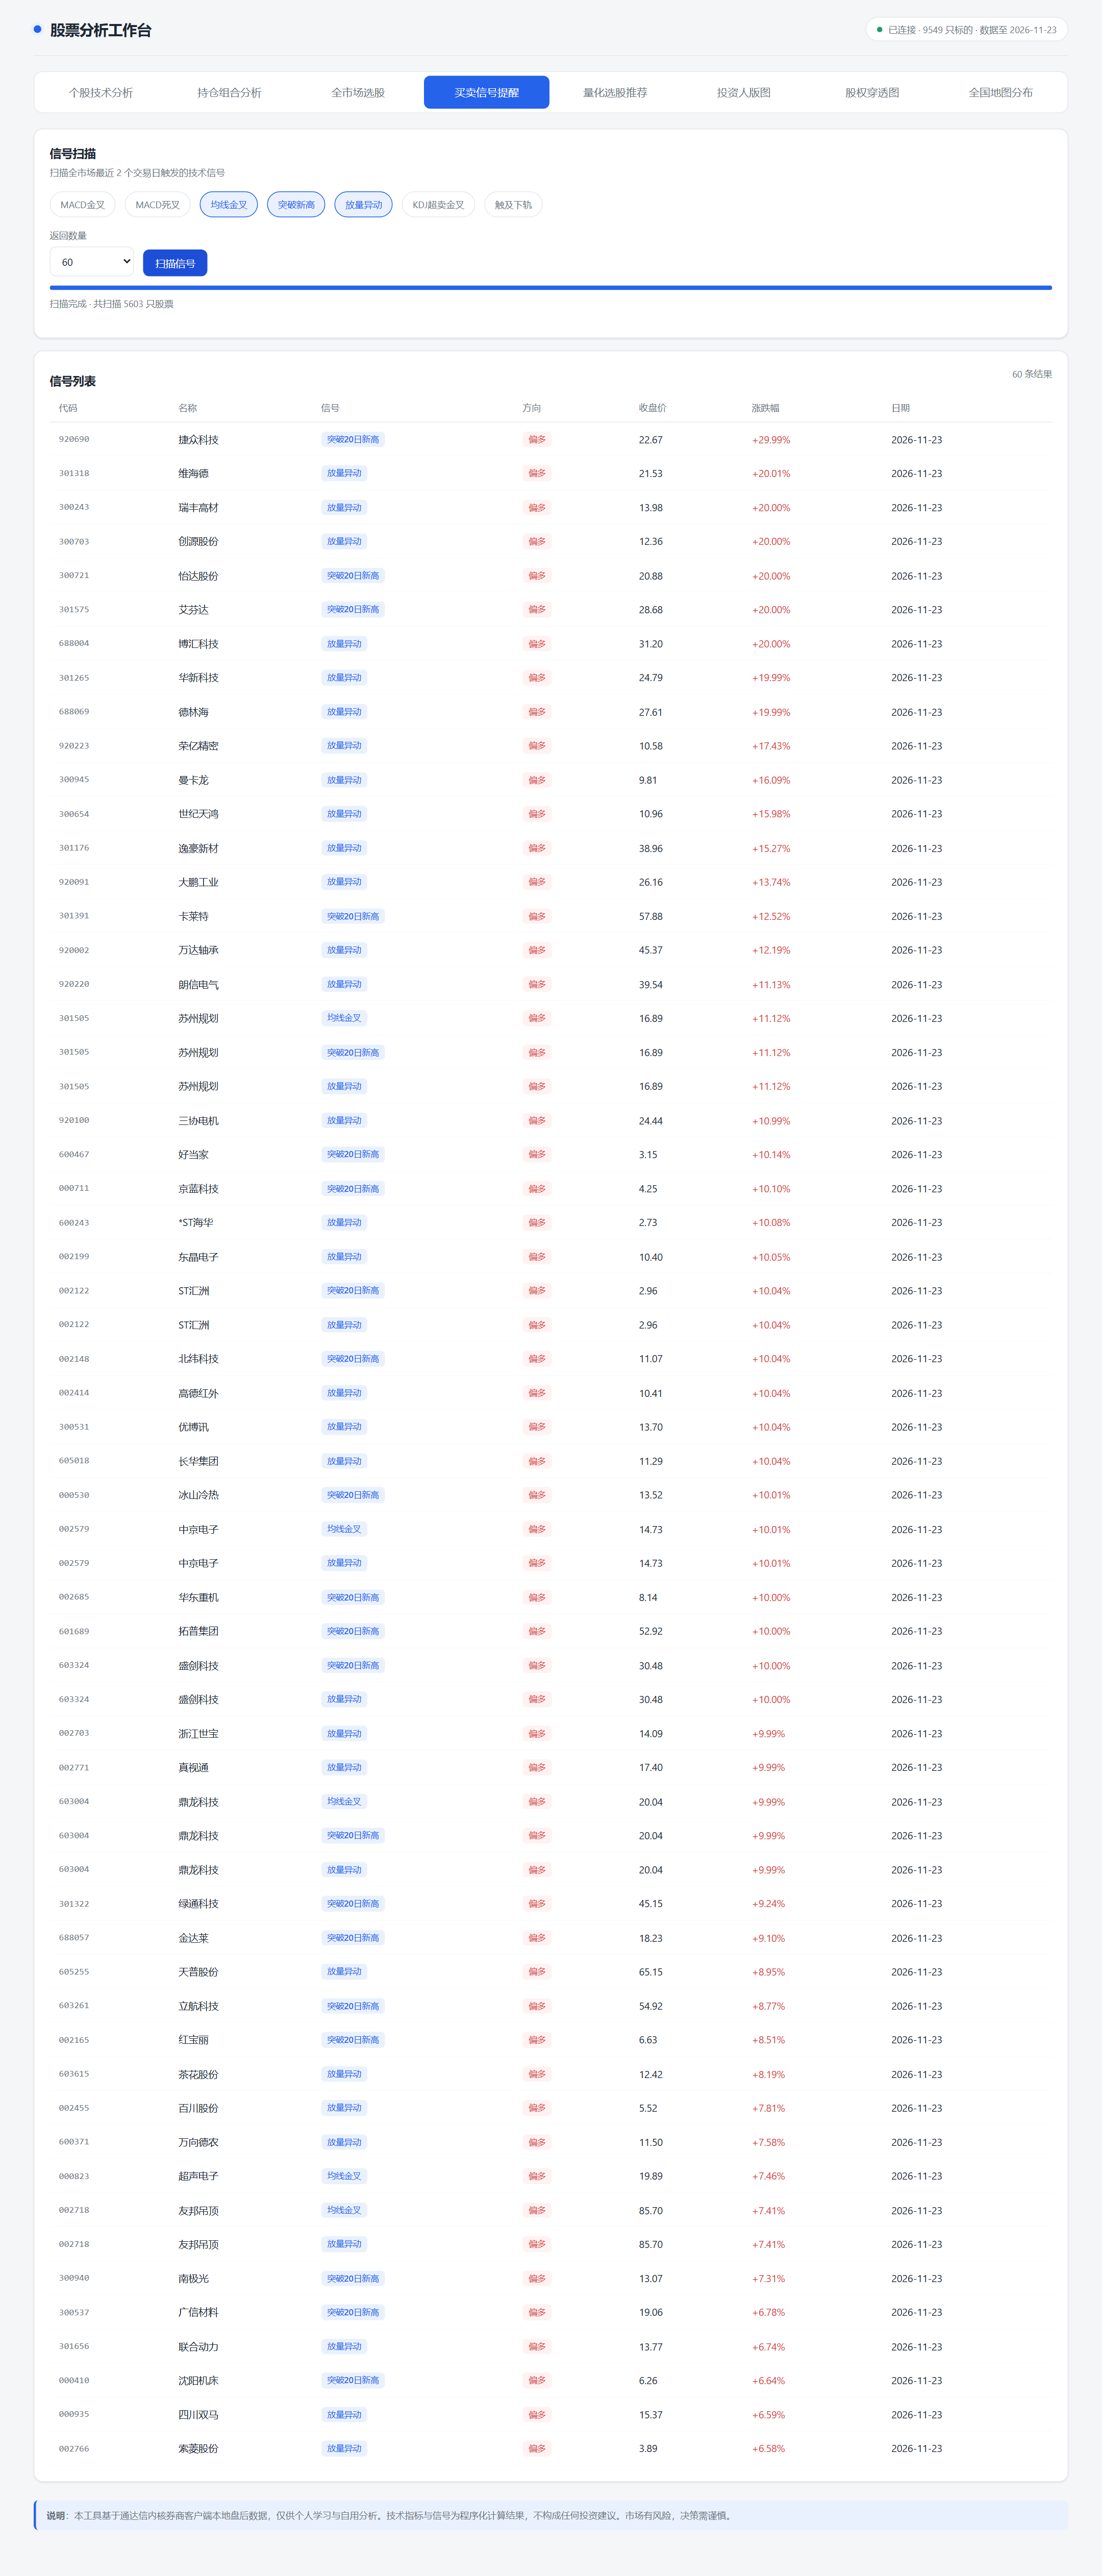 股票分析工作台
已连接 · 9549 只标的 · 数据至 2026-11-23
个股技术分析 持仓组合分析 全市场选股 买卖信号提醒 量化选股推荐 投资人版图 股权穿透图 全国地图分布
信号扫描
扫描全市场最近 2 个交易日触发的技术信号
MACD金叉 MACD死叉 均线金叉 突破新高 放量异动 KDJ超卖金叉 触及下轨
返回数量
60 扫描信号
扫描完成 · 共扫描 5603 只股票
信号列表 60 条结果
代码 名称 信号 方向 收盘价 涨跌幅 日期
920690 捷众科技 突破20日新高 偏多 22.67 +29.99% 2026-11-23
301318 维海德 放量异动 偏多 21.53 +20.01% 2026-11-23
300243 瑞丰高材 放量异动 偏多 13.98 +20.00% 2026-11-23
300703 创源股份 放量异动 偏多 12.36 +20.00% 2026-11-23
300721 怡达股份 突破20日新高 偏多 20.88 +20.00% 2026-11-23
301575 艾芬达 突破20日新高 偏多 28.68 +20.00% 2026-11-23
688004 博汇科技 放量异动 偏多 31.20 +20.00% 2026-11-23
301265 华新科技 放量异动 偏多 24.79 +19.99% 2026-11-23
688069 德林海 放量异动 偏多 27.61 +19.99% 2026-11-23
920223 荣亿精密 放量异动 偏多 10.58 +17.43% 2026-11-23
300945 曼卡龙 放量异动 偏多 9.81 +16.09% 2026-11-23
300654 世纪天鸿 放量异动 偏多 10.96 +15.98% 2026-11-23
301176 逸豪新材 放量异动 偏多 38.96 +15.27% 2026-11-23
920091 大鹏工业 放量异动 偏多 26.16 +13.74% 2026-11-23
301391 卡莱特 突破20日新高 偏多 57.88 +12.52% 2026-11-23
920002 万达轴承 放量异动 偏多 45.37 +12.19% 2026-11-23
920220 朗信电气 放量异动 偏多 39.54 +11.13% 2026-11-23
301505 苏州规划 均线金叉 偏多 16.89 +11.12% 2026-11-23
301505 苏州规划 突破20日新高 偏多 16.89 +11.12% 2026-11-23
301505 苏州规划 放量异动 偏多 16.89 +11.12% 2026-11-23
920100 三协电机 放量异动 偏多 24.44 +10.99% 2026-11-23
600467 好当家 突破20日新高 偏多 3.15 +10.14% 2026-11-23
000711 京蓝科技 突破20日新高 偏多 4.25 +10.10% 2026-11-23
600243 *ST海华 放量异动 偏多 2.73 +10.08% 2026-11-23
002199 东晶电子 放量异动 偏多 10.40 +10.05% 2026-11-23
002122 ST汇洲 突破20日新高 偏多 2.96 +10.04% 2026-11-23
002122 ST汇洲 放量异动 偏多 2.96 +10.04% 2026-11-23
002148 北纬科技 突破20日新高 偏多 11.07 +10.04% 2026-11-23
002414 高德红外 放量异动 偏多 10.41 +10.04% 2026-11-23
300531 优博讯 放量异动 偏多 13.70 +10.04% 2026-11-23
605018 长华集团 放量异动 偏多 11.29 +10.04% 2026-11-23
000530 冰山冷热 突破20日新高 偏多 13.52 +10.01% 2026-11-23
002579 中京电子 均线金叉 偏多 14.73 +10.01% 2026-11-23
002579 中京电子 放量异动 偏多 14.73 +10.01% 2026-11-23
002685 华东重机 突破20日新高 偏多 8.14 +10.00% 2026-11-23
601689 拓普集团 突破20日新高 偏多 52.92 +10.00% 2026-11-23
603324 盛剑科技 突破20日新高 偏多 30.48 +10.00% 2026-11-23
603324 盛剑科技 放量异动 偏多 30.48 +10.00% 2026-11-23
002703 浙江世宝 放量异动 偏多 14.09 +9.99% 2026-11-23
002771 真视通 放量异动 偏多 17.40 +9.99% 2026-11-23
603004 鼎龙科技 均线金叉 偏多 20.04 +9.99% 2026-11-23
603004 鼎龙科技 突破20日新高 偏多 20.04 +9.99% 2026-11-23
603004 鼎龙科技 放量异动 偏多 20.04 +9.99% 2026-11-23
301322 绿通科技 突破20日新高 偏多 45.15 +9.24% 2026-11-23
688057 金达莱 突破20日新高 偏多 18.23 +9.10% 2026-11-23
605255 天普股份 放量异动 偏多 65.15 +8.95% 2026-11-23
603261 立航科技 突破20日新高 偏多 54.92 +8.77% 2026-11-23
002165 红宝丽 突破20日新高 偏多 6.63 +8.51% 2026-11-23
603615 茶花股份 放量异动 偏多 12.42 +8.19% 2026-11-23
002455 百川股份 放量异动 偏多 5.52 +7.81% 2026-11-23
600371 万向德农 放量异动 偏多 11.50 +7.58% 2026-11-23
000823 超声电子 均线金叉 偏多 19.89 +7.46% 2026-11-23
002718 友邦吊顶 均线金叉 偏多 85.70 +7.41% 2026-11-23
002718 友邦吊顶 放量异动 偏多 85.70 +7.41% 2026-11-23
300940 南极光 突破20日新高 偏多 13.07 +7.31% 2026-11-23
300537 广信材料 突破20日新高 偏多 19.06 +6.78% 2026-11-23
301656 联合动力 放量异动 偏多 13.77 +6.74% 2026-11-23
000410 沈阳机床 突破20日新高 偏多 6.26 +6.64% 2026-11-23
000935 四川双马 放量异动 偏多 15.37 +6.59% 2026-11-23
002766 索菱股份 放量异动 偏多 3.89 +6.58% 2026-11-23
说明：本工具基于通达信内核券商客户端本地盘后数据，仅供个人学习与自用分析。技术指标与信号为程序化计算结果，不构成任何投资建议。市场有风险，决策需谨慎。